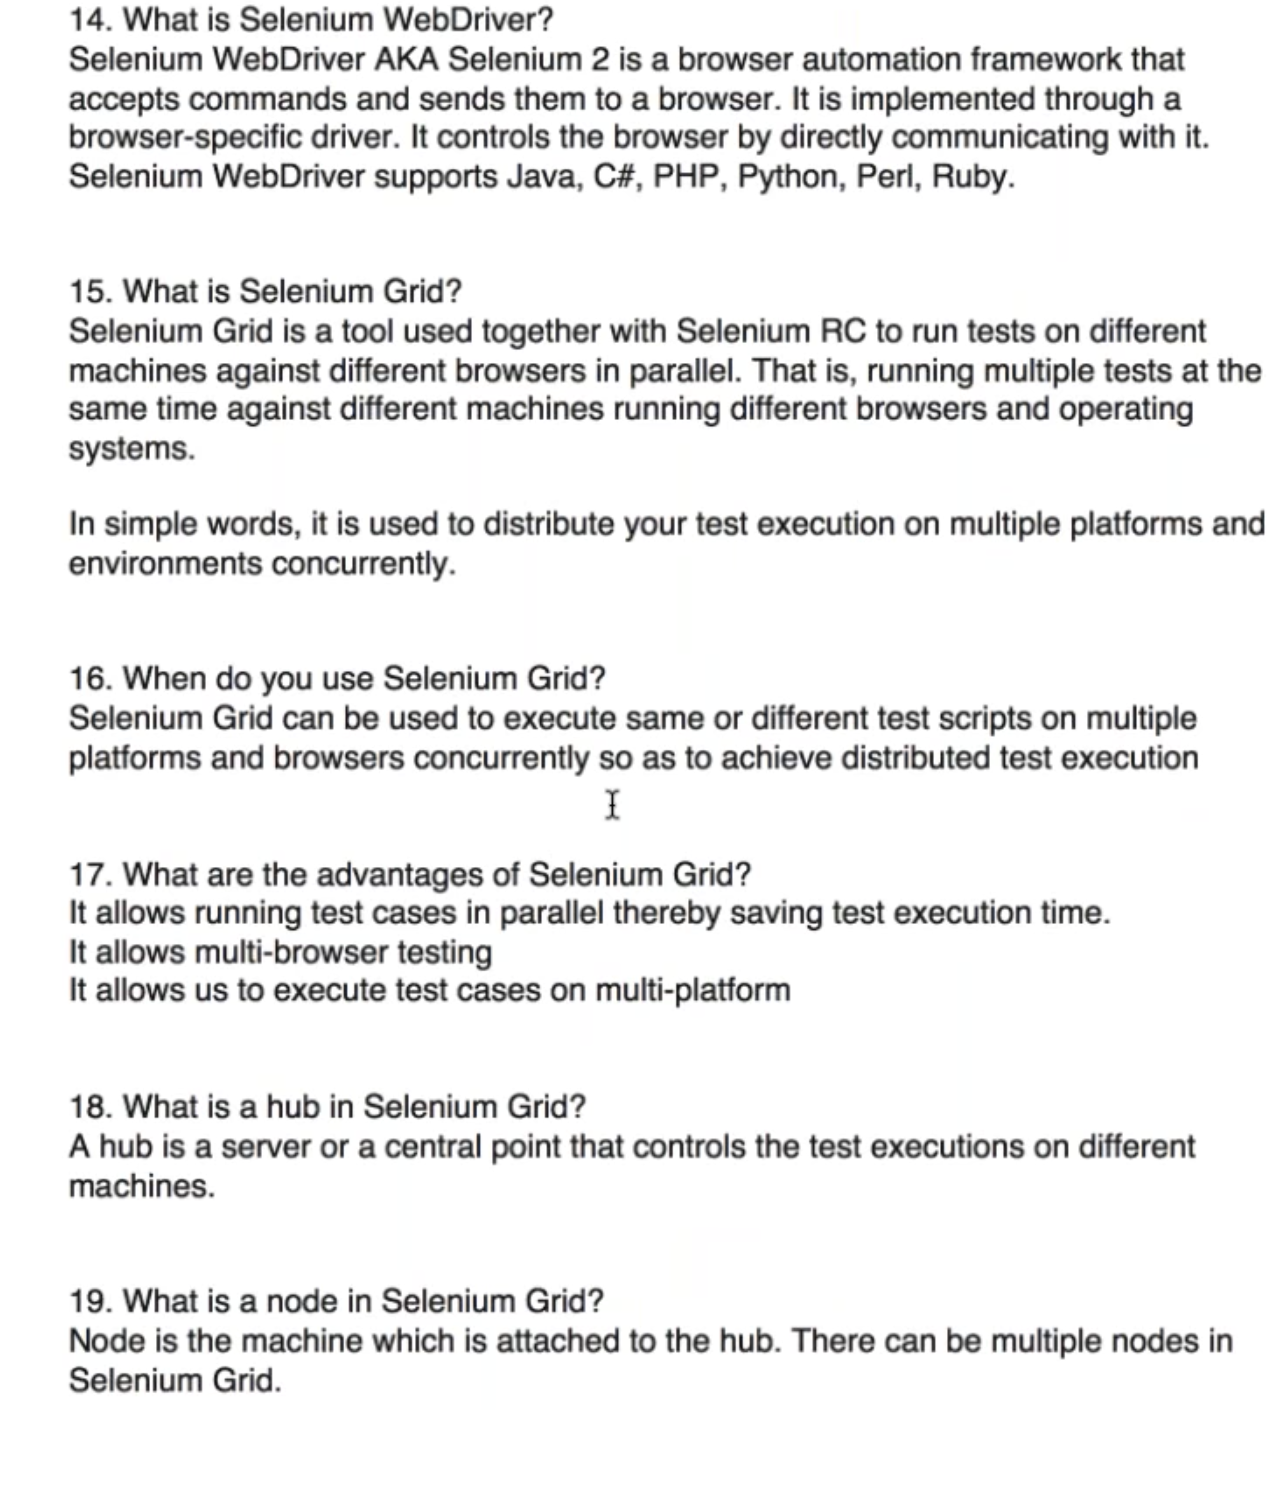 14. What is Selenium WebDriver?
Selenium WebDriver AKA Selenium 2 is a browser automation framework that
accepts commands and sends them to a browser. It is implemented through a
browser-specific driver. It controls the browser by directly communicating with it.
Selenium WebDriver supports Java, C#, PHP, Python, Perl, Ruby.
15. What is Selenium Grid?
Selenium Grid is a tool used together with Selenium RC to run tests on different
machines against different browsers in parallel. That is, running multiple tests at the
same time against different machines running different browsers and operating
systems.
In simple words, it is used to distribute your test execution on multiple platforms and
environments concurrently.
16. When do you use Selenium Grid?
Selenium Grid can be used to execute same or different test scripts on multiple
platforms and browsers concurrently so as to achieve distributed test execution
17. What are the advantages of Selenium Grid?
It allows running test cases in parallel thereby saving test execution time.
It allows multi-browser testing
It allows us to execute test cases on multi-platform
18. What is a hub in Selenium Grid?
A hub is a server or a central point that controls the test executions on different
machines.
19. What is a node in Selenium Grid?
Node is the machine which is attached to the hub. There can be multiple nodes in
Selenium Grid.